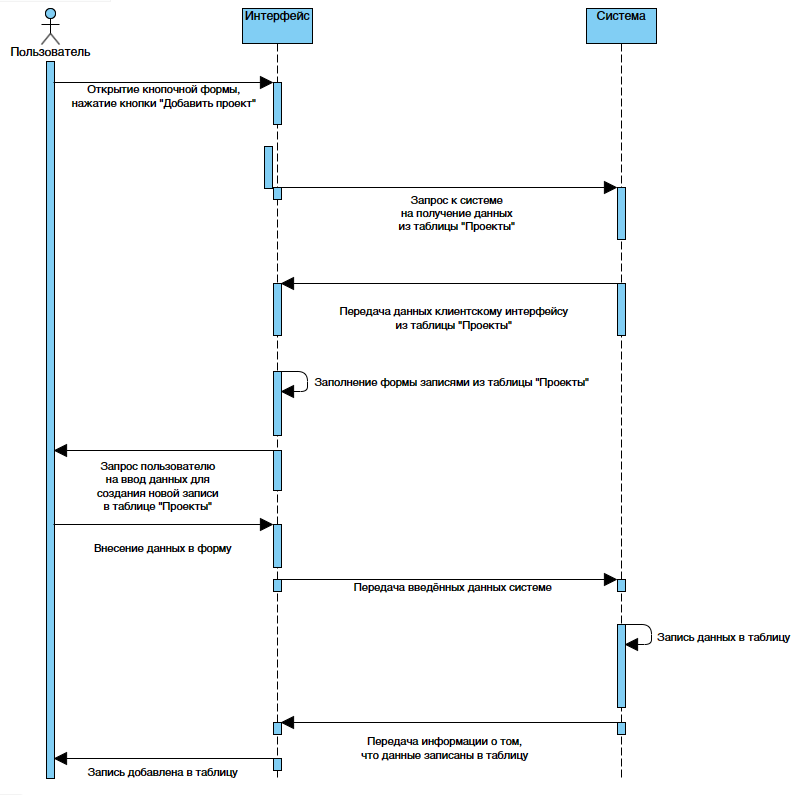 Интерфейс
Система
Пользователь
Открытие кнопочной формы,
нажатие кнопки "Добавить проект"
Запрос к системе
на получение данных
из таблицы "Проекты"
Передача данных клиентскому интерфейсу
из таблицы "Проекты"
Заполнение формы записями из таблицы "Проекты"
Запрос пользователю
на ввод данных для
создания новой записи
в таблице "Проекты"
Внесение данных в форму
Передача введённых данных системе
Запись данных в таблицу
Передача информации о том,
что данные записаны в таблицу
Запись добавлена в таблицу